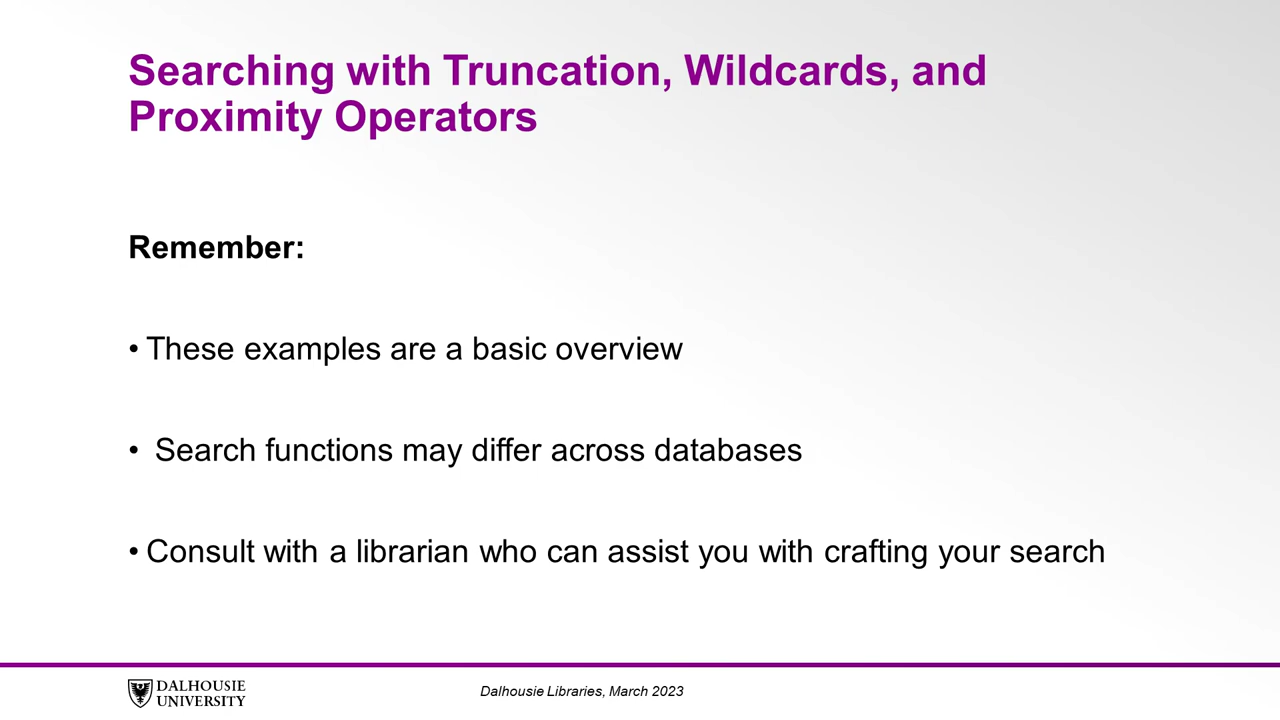 Searching with Truncation, Wildcards, and
Proximity Operators
Remember:
• These examples are a basic overview
• Search functions may differ across databases
• Consult with a librarian who can assist you with crafting your search
DALHOUSIE
UNIVERSITY
Dalhousie Libraries, March 2023